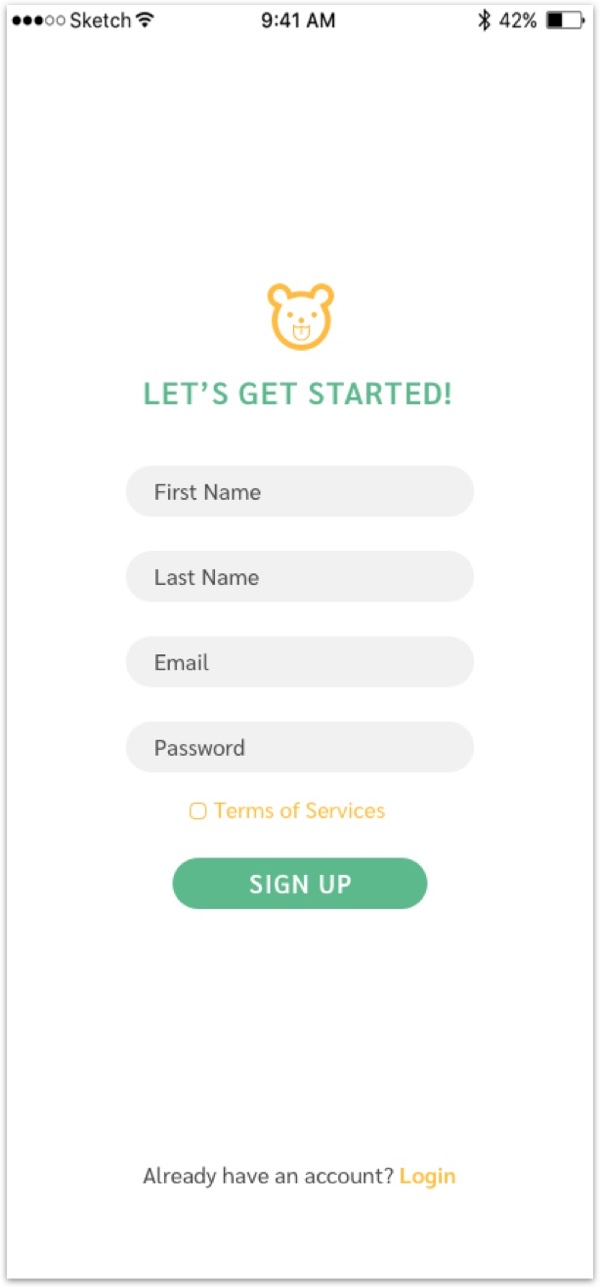 Sketch 9:41 AM 42%
LET’S GET STARTED!
First Name
Last Name
Email
Password
Terms of Services
SIGN UP
Already have an account? Login